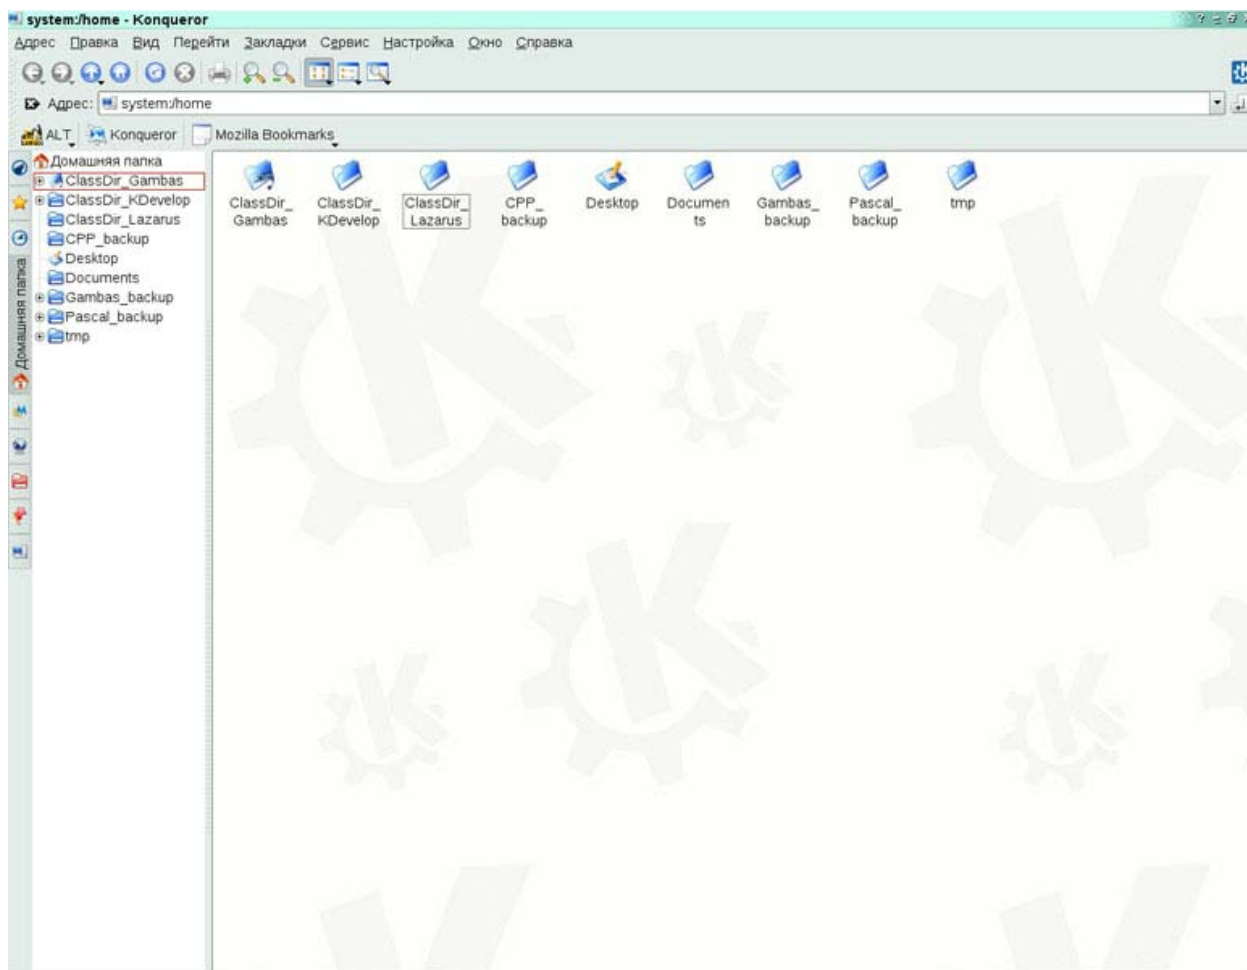 system:/home - Konqueror
Адрес Правка Вид Перейти Закладки Сервис Настройка Окно Справка
Адрес: system:/home
ALT Konqueror Mozilla Bookmarks
Домашняя папка
ClassDir_Gambas
ClassDir_KDevelop
ClassDir_Lazarus
CPP_backup
Desktop
Documents
Gambas_backup
Pascal_backup
tmp
Домашняя папка
ClassDir_ ClassDir_ ClassDir_ CPP_ Desktop Documen Gambas_ Pascal_ tmp
Gambas KDevelop Lazarus backup ts backup backup